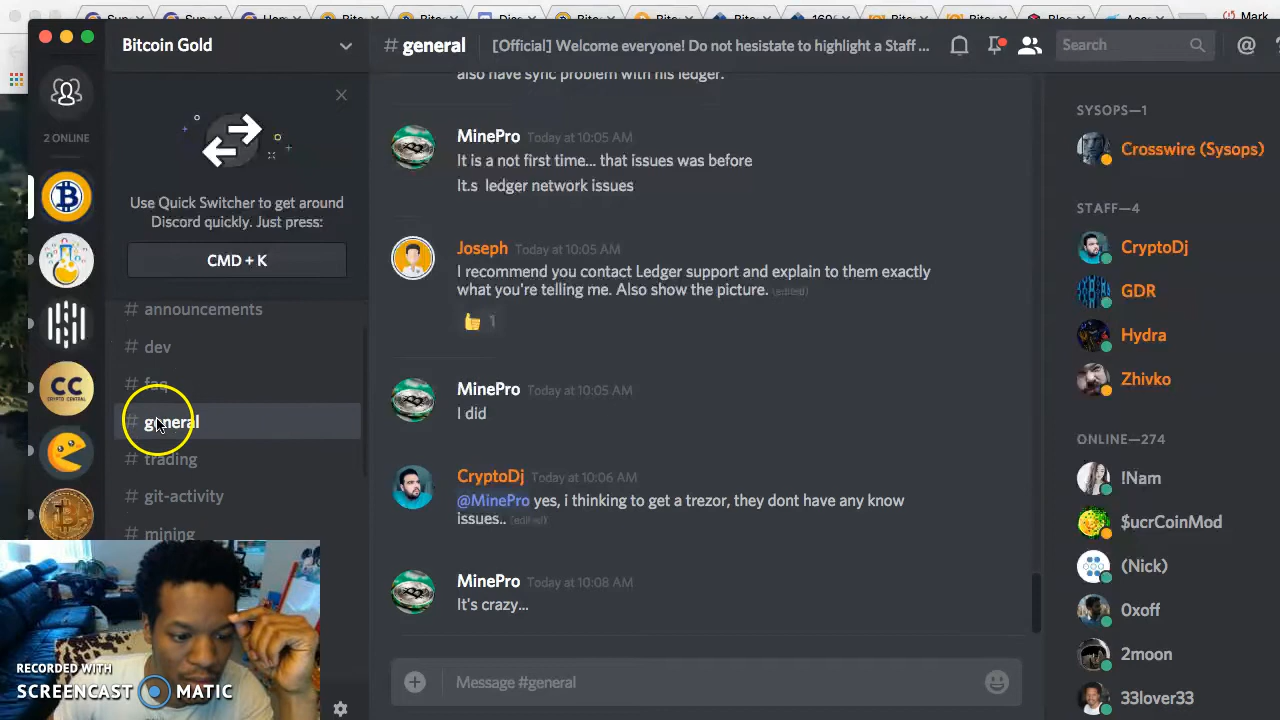 Mark
Bitcoin Gold
# general
[Official] Welcome everyone! Do not hesistate to highlight a Staff ...
Search
@
2 ONLINE
Use Quick Switcher to get around
Discord quickly. Just press:
CMD + K
# announcements
# dev
# faq
# general
# trading
# git-activity
# mining
also have sync problem with his ledger.
MinePro Today at 10:05 AM
It is a not first time... that issues was before
It.s ledger network issues
Joseph Today at 10:05 AM
I recommend you contact Ledger support and explain to them exactly
what you're telling me. Also show the picture. (edited)
1
MinePro Today at 10:05 AM
I did
CryptoDj Today at 10:06 AM
@MinePro yes, i thinking to get a trezor, they dont have any know
issues.. (edited)
MinePro Today at 10:08 AM
It's crazy...
Message #general
SYSOPS—1
Crosswire (Sysops)
STAFF—4
CryptoDj
GDR
Hydra
Zhivko
ONLINE—274
!Nam
$ucrCoinMod
(Nick)
0xoff
2moon
33lover33
CC
CRYPTO CENTRAL
RECORDED WITH
SCREENCAST MATIC